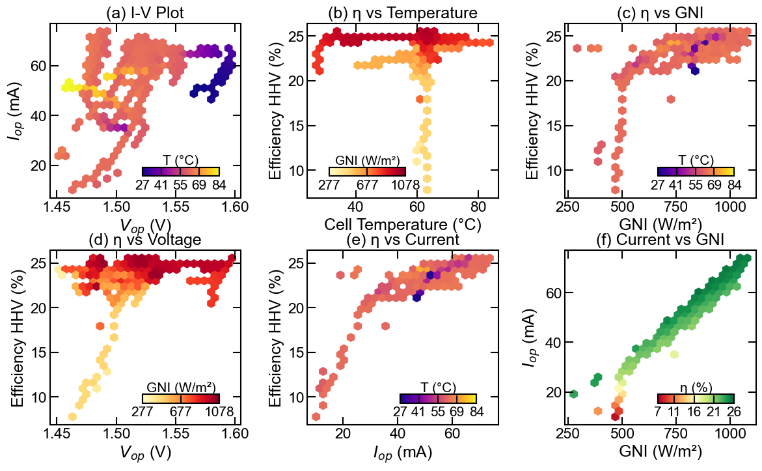 (a) I-V Plot
(b) η vs Temperature
(c) η vs GNI
60
40
20
I_op (mA)
T (°C)
27 41 55 69 84
1.45 1.50 1.55 1.60
V_op (V)
25
20
15
10
Efficiency HHV (%)
GNI (W/m²)
277 677 1078
40 60 80
Cell Temperature (°C)
25
20
15
10
Efficiency HHV (%)
T (°C)
27 41 55 69 84
250 500 750 1000
GNI (W/m²)
(d) η vs Voltage
(e) η vs Current
(f) Current vs GNI
25
20
15
10
Efficiency HHV (%)
GNI (W/m²)
277 677 1078
1.45 1.50 1.55 1.60
V_op (V)
25
20
15
10
Efficiency HHV (%)
T (°C)
27 41 55 69 84
20 40 60
I_op (mA)
60
40
20
I_op (mA)
η (%)
7 11 16 21 26
250 500 750 1000
GNI (W/m²)